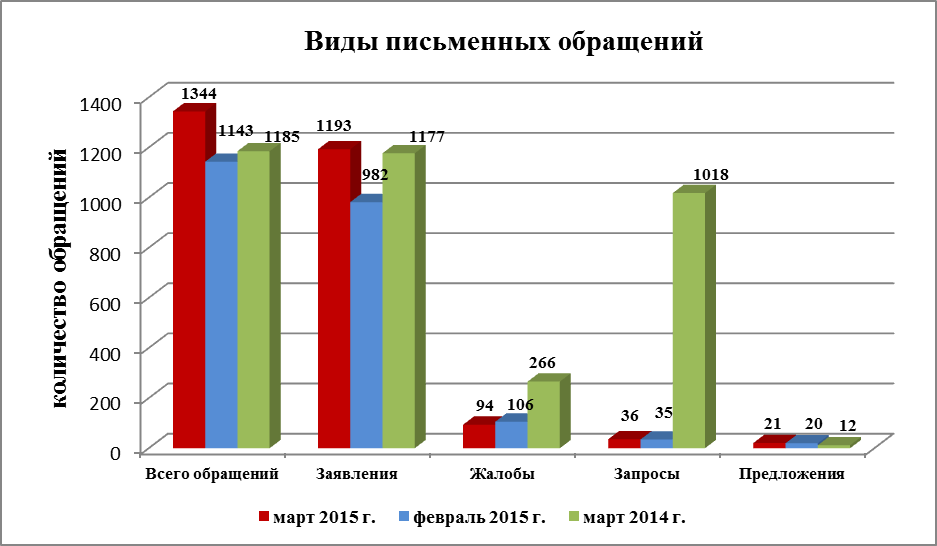 Виды письменных обращений
количество обращений
1400
1200
1000
800
600
400
200
0
1344
1143
1185
1193
982
1177
94
106
266
36
35
1018
21
20
12
Всего обращений
Заявления
Жалобы
Запросы
Предложения
март 2015 г.
февраль 2015 г.
март 2014 г.